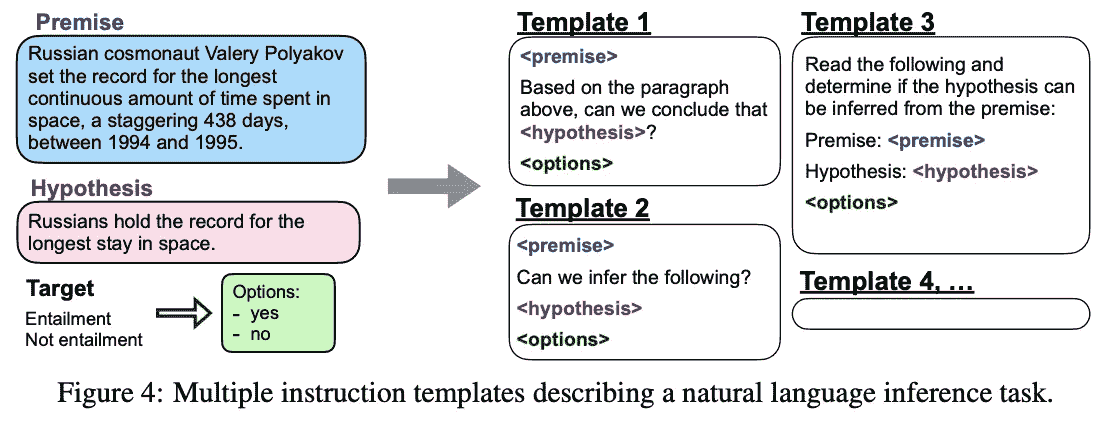 Premise
Russian cosmonaut Valery Polyakov
set the record for the longest
continuous amount of time spent in
space, a staggering 438 days,
between 1994 and 1995.
Hypothesis
Russians hold the record for the
longest stay in space.
Target
Entailment
Not entailment
Options:
- yes
- no
Template 1
<premise>
Based on the paragraph
above, can we conclude that
<hypothesis>?
<options>
Template 2
<premise>
Can we infer the following?
<hypothesis>
<options>
Template 3
Read the following and
determine if the hypothesis can
be inferred from the premise:
Premise: <premise>
Hypothesis: <hypothesis>
<options>
Template 4, …
Figure 4: Multiple instruction templates describing a natural language inference task.